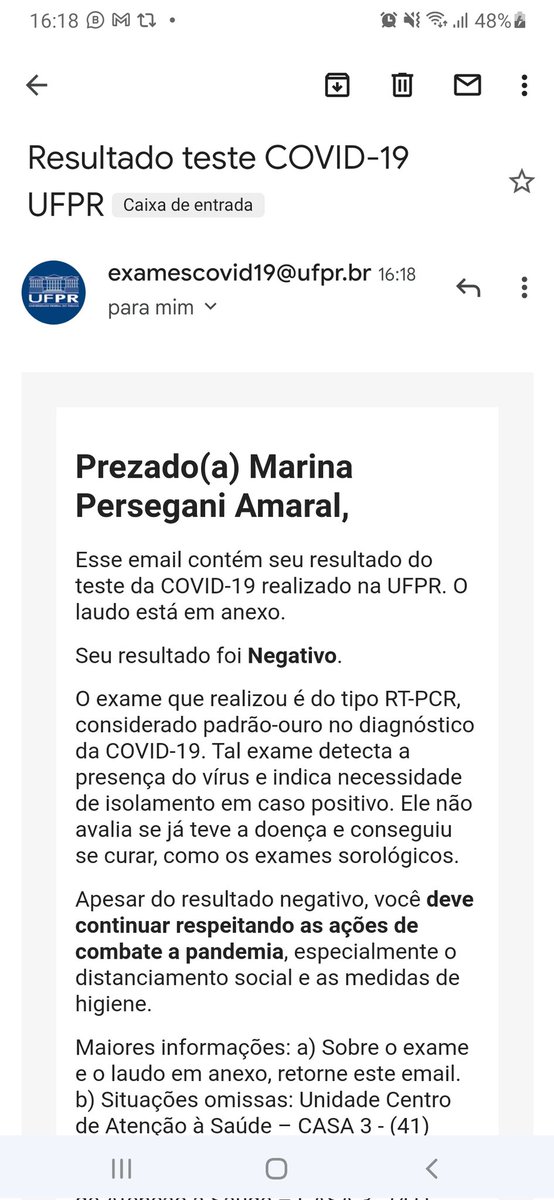 16:18
48%
Resultado teste COVID-19
UFPR Caixa de entrada
UFPR
examescovid19@ufpr.br 16:18
para mim
Prezado(a) Marina
Persegani Amaral,
Esse email contém seu resultado do
teste da COVID-19 realizado na UFPR. O
laudo está em anexo.
Seu resultado foi Negativo.
O exame que realizou é do tipo RT-PCR,
considerado padrão-ouro no diagnóstico
da COVID-19. Tal exame detecta a
presença do vírus e indica necessidade
de isolamento em caso positivo. Ele não
avalia se já teve a doença e conseguiu
se curar, como os exames sorológicos.
Apesar do resultado negativo, você deve
continuar respeitando as ações de
combate a pandemia, especialmente o
distanciamento social e as medidas de
higiene.
Maiores informações: a) Sobre o exame
e o laudo em anexo, retorne este email.
b) Situações omissas: Unidade Centro
de Atenção à Saúde – CASA 3 - (41)